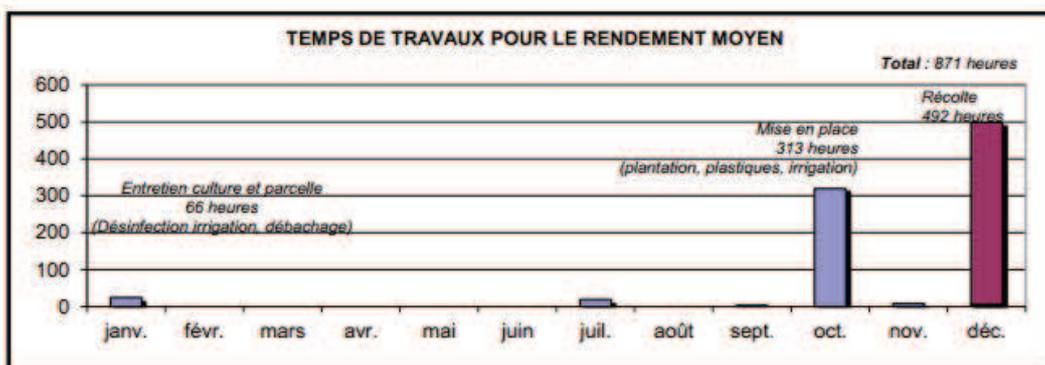 TEMPS DE TRAVAUX POUR LE RENDEMENT MOYEN
Total : 871 heures
600
500
400
300
200
100
0
Récolte
492 heures
Mise en place
313 heures
(plantation, plastiques, irrigation)
Entretien culture et parcelle
66 heures
(Désinfection irrigation, débachage)
janv. févr. mars avr. mai juin juil. août sept. oct. nov. déc.